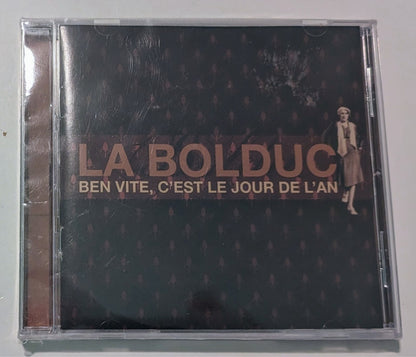 LA BOLDUC
BEN VITE, C'EST LE JOUR DE L'AN